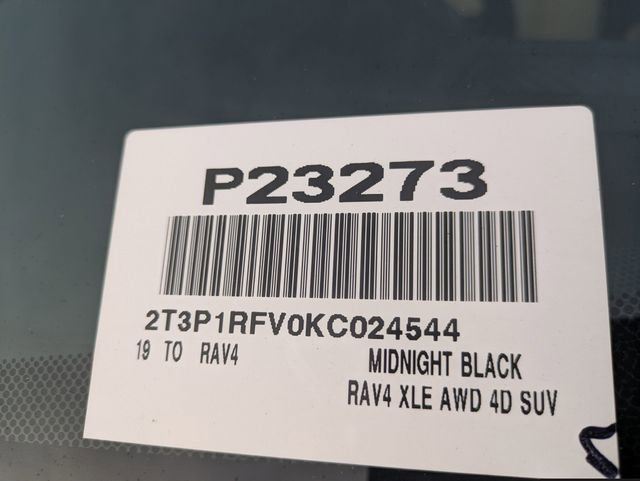 P23273
2T3P1RFV0KC024544
19 TO RAV4
MIDNIGHT BLACK
RAV4 XLE AWD 4D SUV